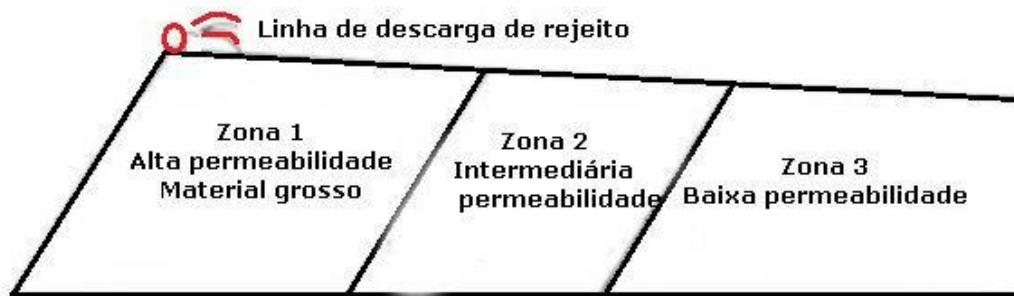 Linha de descarga de rejeito
Zona 1
Alta permeabilidade
Material grosso
Zona 2
Intermediária
permeabilidade
Zona 3
Baixa permeabilidade